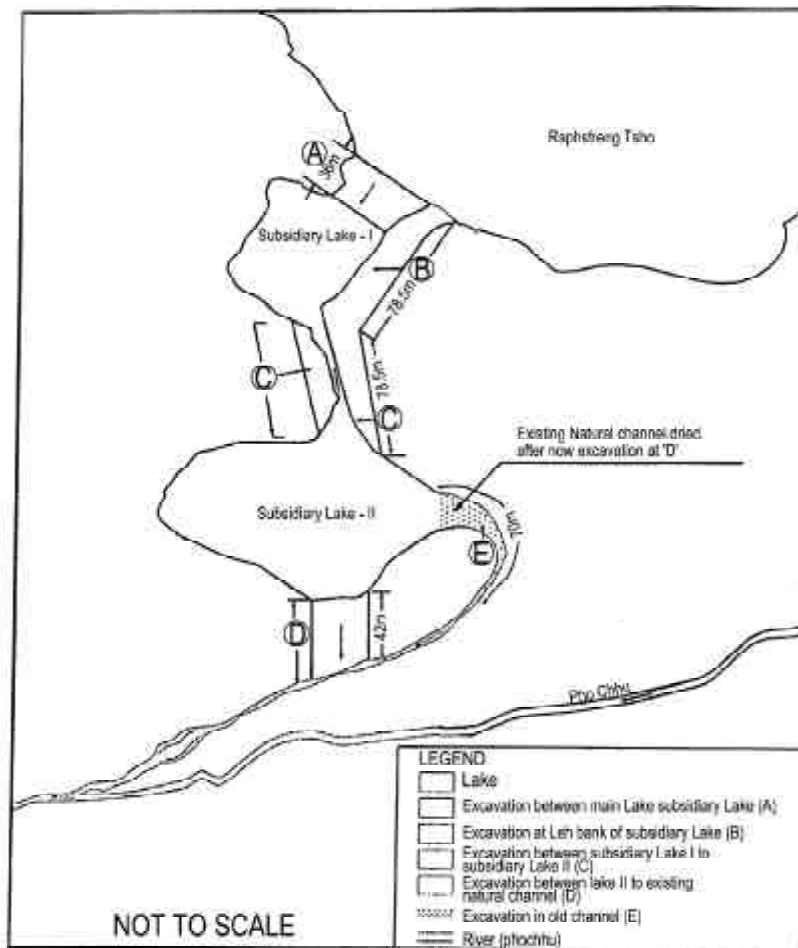 Raphstreng Tsho
A
36m
Subsidiary Lake - I
B
78.5m
C
78.5m
C
Existing Natural channel dried
after now excavation at 'D'
Subsidiary Lake - II
70m
E
D
42m
Pho Chhu
LEGEND
Lake
Excavation between main Lake subsidiary Lake (A)
Excavation at Leh bank of subsidiary Lake (B)
Excavation between subsidiary Lake I to
subsidiary Lake II (C)
Excavation between lake II to existing
natural channel (D)
Excavation in old channel (E)
River (phochhu)
NOT TO SCALE